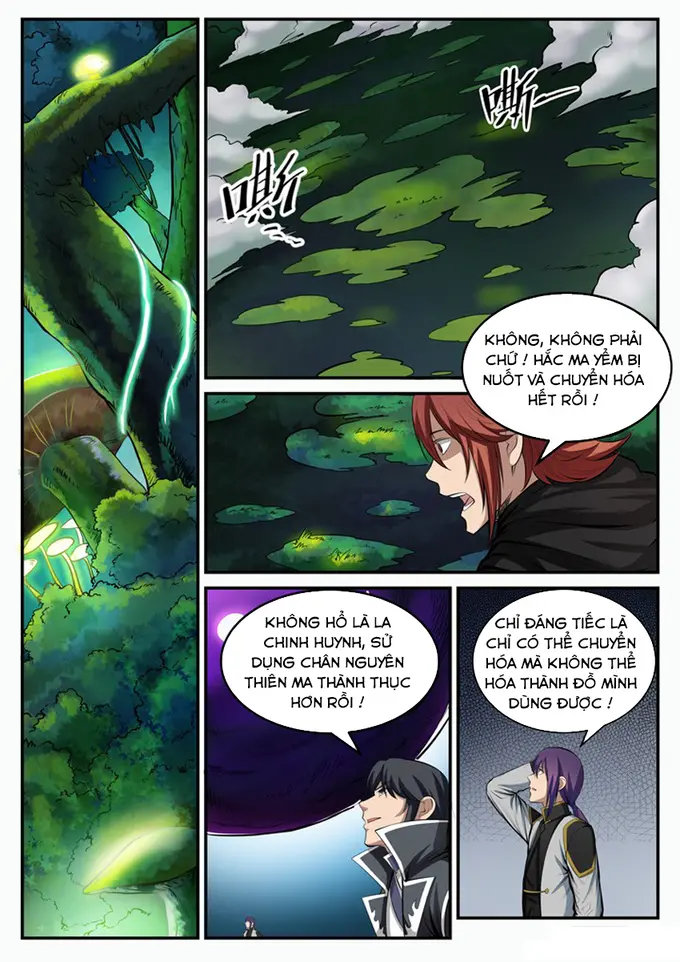 嘶
嘶
KHÔNG, KHÔNG PHẢI
CHỨ ! HẮC MA YỂM BỊ
NUỐT VÀ CHUYỂN HÓA
HẾT RỒI !
KHÔNG HỔ LÀ LA
CHINH HUYNH, SỬ
DỤNG CHÂN NGUYÊN
THIÊN MA THÀNH THỤC
HƠN RỒI !
CHỈ ĐÁNG TIẾC LÀ
CHỈ CÓ THỂ CHUYỂN
HÓA MÀ KHÔNG THỂ
HÓA THÀNH ĐỒ MÌNH
DÙNG ĐƯỢC !